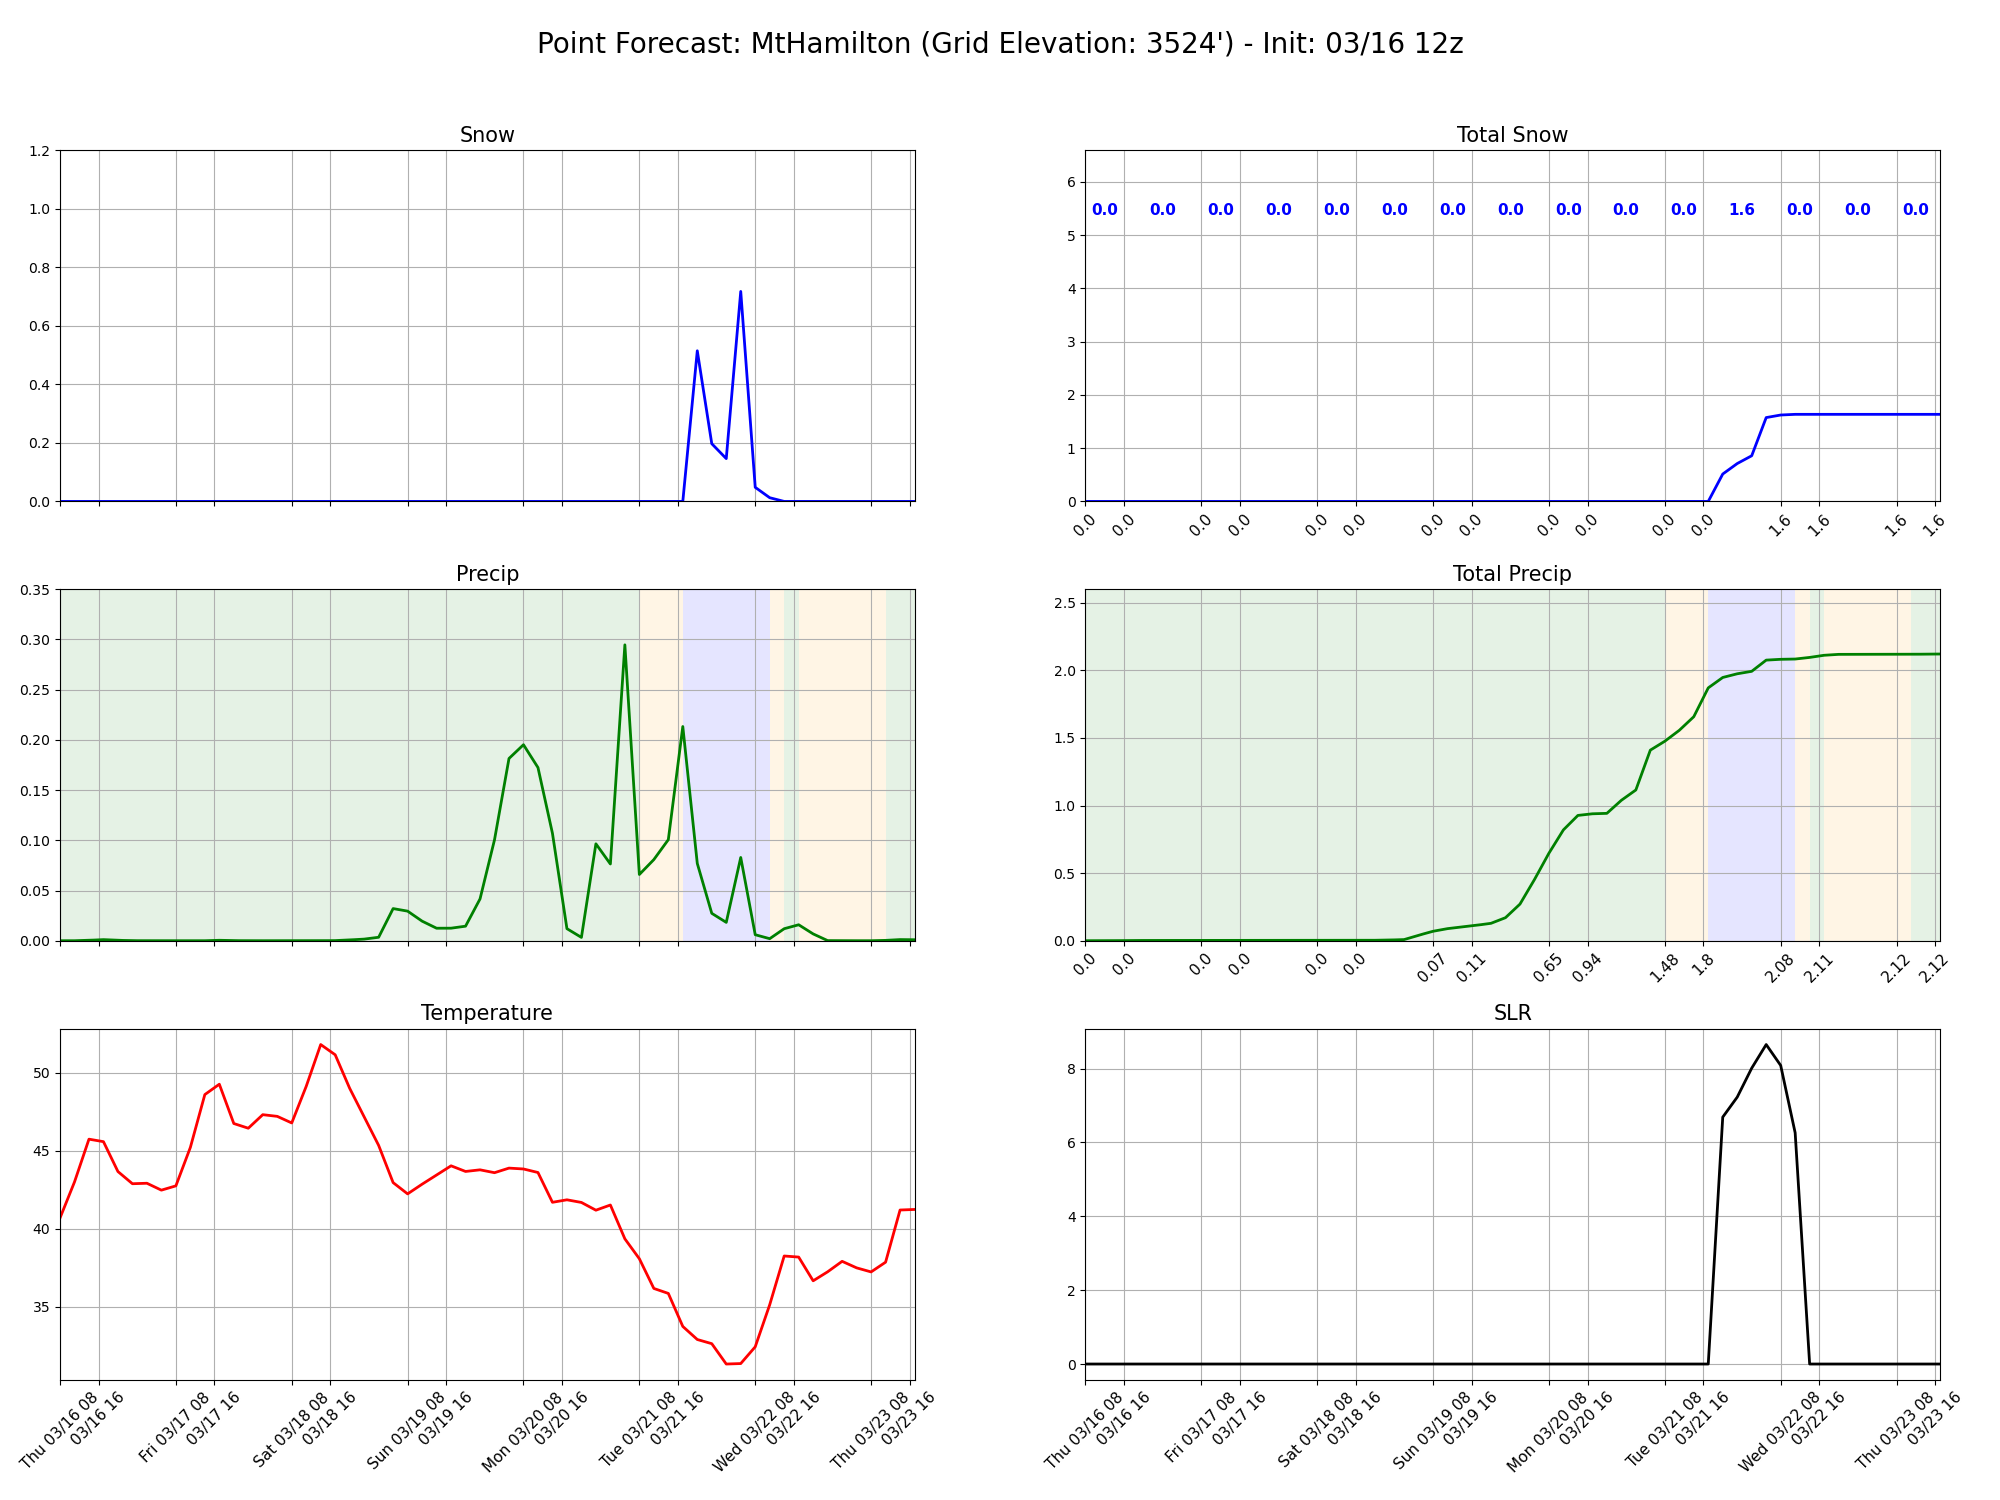 Point Forecast: MtHamilton (Grid Elevation: 3524') - Init: 03/16 12z
Snow
1.2
1.0
0.8
0.6
0.4
0.2
0.0
Total Snow
6
5
4
3
2
1
0
0.0 0.0 0.0 0.0 0.0 0.0 0.0 0.0 0.0 0.0 0.0 1.6 0.0 0.0 0.0
0.0 0.0 0.0 0.0 0.0 0.0 0.0 0.0 0.0 0.0 0.0 0.0 1.6 1.6 1.6 1.6
Precip
0.35
0.30
0.25
0.20
0.15
0.10
0.05
0.00
Total Precip
2.5
2.0
1.5
1.0
0.5
0.0
0.0 0.0 0.0 0.0 0.0 0.0 0.07 0.11 0.65 0.94 1.48 1.8 2.08 2.11 2.12 2.12
Temperature
50
45
40
35
Thu 03/16 08
03/16 16
Fri 03/17 08
03/17 16
Sat 03/18 08
03/18 16
Sun 03/19 08
03/19 16
Mon 03/20 08
03/20 16
Tue 03/21 08
03/21 16
Wed 03/22 08
03/22 16
Thu 03/23 08
03/23 16
SLR
8
6
4
2
0
Thu 03/16 08
03/16 16
Fri 03/17 08
03/17 16
Sat 03/18 08
03/18 16
Sun 03/19 08
03/19 16
Mon 03/20 08
03/20 16
Tue 03/21 08
03/21 16
Wed 03/22 08
03/22 16
Thu 03/23 08
03/23 16